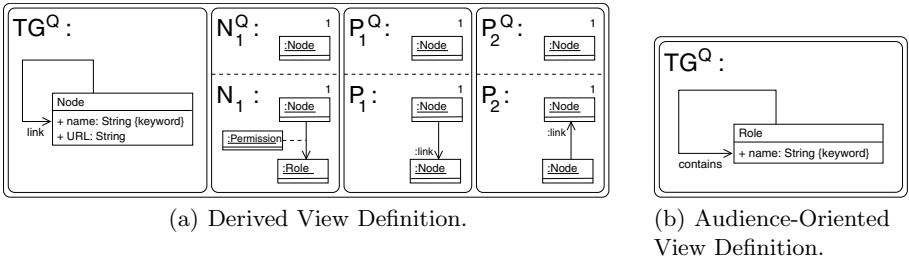 TG^Q :
Node
+ name: String {keyword}
+ URL: String
link
N_1^Q :
1
:Node
N_1 :
1
:Node
:Permission
:Role
P_1^Q :
1
:Node
P_1 :
1
:Node
:link
:Node
P_2^Q :
1
:Node
P_2 :
1
:Node
:link
:Node
(a) Derived View Definition.
TG^Q :
Role
+ name: String {keyword}
contains
(b) Audience-Oriented
View Definition.